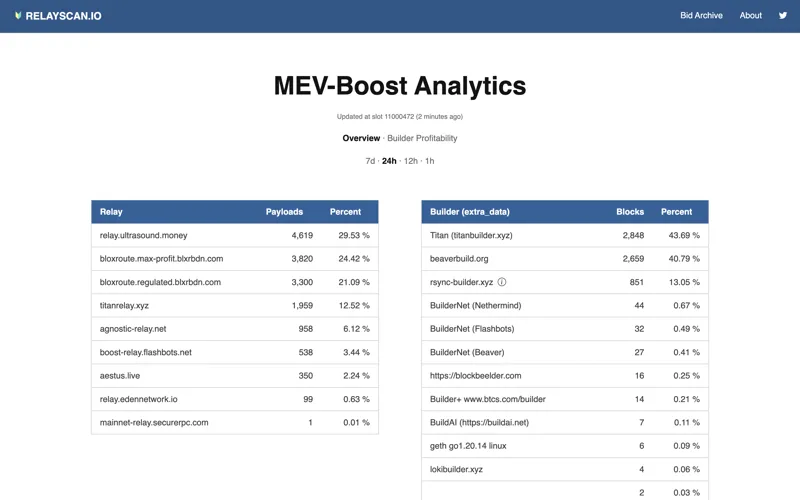 RELAYSCAN.IO Bid Archive About
MEV-Boost Analytics
Updated at slot 11000472 (2 minutes ago)
Overview · Builder Profitability
7d · 24h · 12h · 1h
Relay Payloads Percent
relay.ultrasound.money 4,619 29.53 %
bloxroute.max-profit.blxrbdn.com 3,820 24.42 %
bloxroute.regulated.blxrbdn.com 3,300 21.09 %
titanrelay.xyz 1,959 12.52 %
agnostic-relay.net 958 6.12 %
boost-relay.flashbots.net 538 3.44 %
aestus.live 350 2.24 %
relay.edennetwork.io 99 0.63 %
mainnet-relay.securerpc.com 1 0.01 %
Builder (extra_data) Blocks Percent
Titan (titanbuilder.xyz) 2,848 43.69 %
beaverbuild.org 2,659 40.79 %
rsync-builder.xyz ⓘ 851 13.05 %
BuilderNet (Nethermind) 44 0.67 %
BuilderNet (Flashbots) 32 0.49 %
BuilderNet (Beaver) 27 0.41 %
https://blockbeelder.com 16 0.25 %
Builder+ www.btcs.com/builder 14 0.21 %
BuildAI (https://buildai.net) 7 0.11 %
geth go1.20.14 linux 6 0.09 %
lokibuilder.xyz 4 0.06 %
2 0.03 %